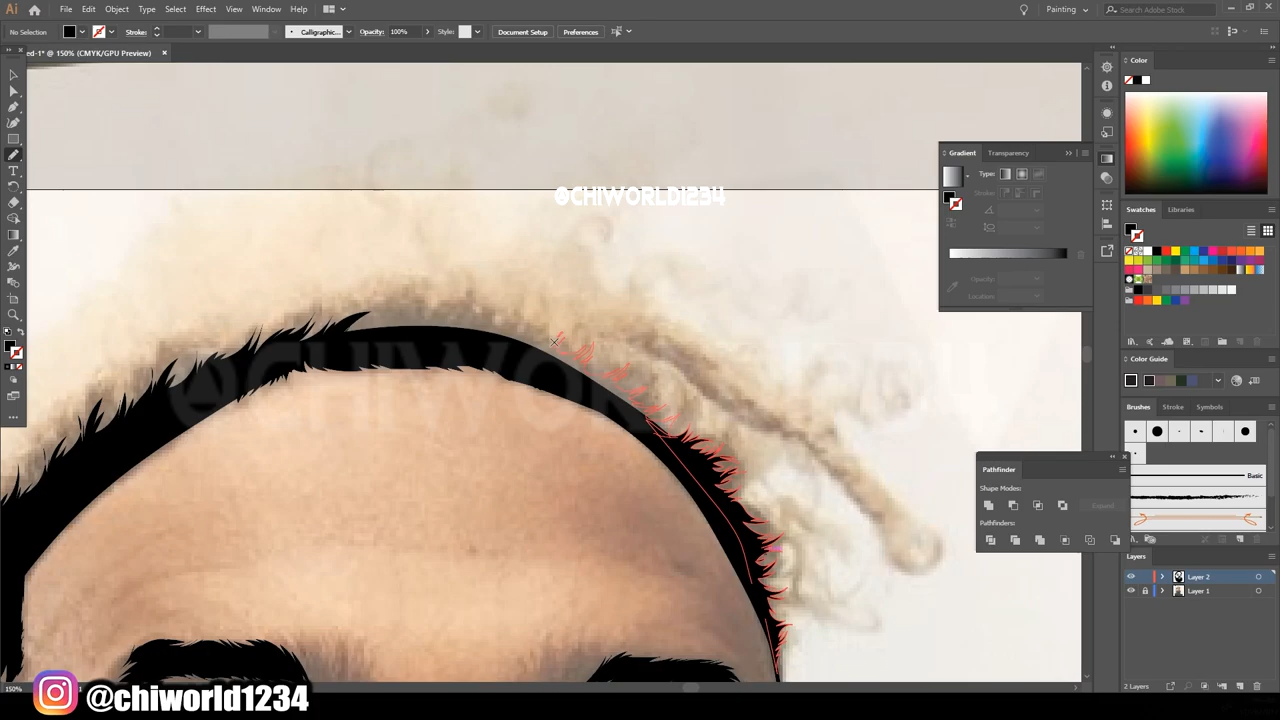 Ai File Edit Object Type Select Effect View Window Help Painting Search Adobe Stock
No Selection Stroke: Calligraphic... Opacity: 100% Style: Document Setup Preferences
ed-1* @ 150% (CMYK/GPU Preview)
Color
Gradient Transparency
Type:
Stroke:
Opacity:
Location:
@CHIWORLD1234
Swatches Libraries
Color Guide
Brushes Stroke Symbols
Basic
Pathfinder
Shape Modes:
Expand
Pathfinders:
Layers
Layer 2
Layer 1
2 Layers
150%
@chiworld1234